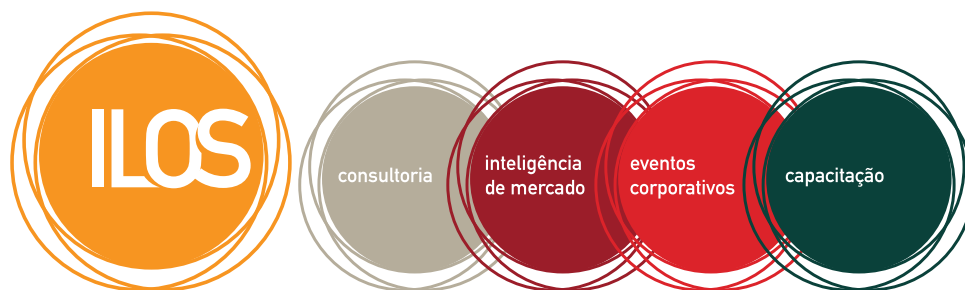 ILOS
consultoria
inteligência
de mercado
eventos
corporativos
capacitação